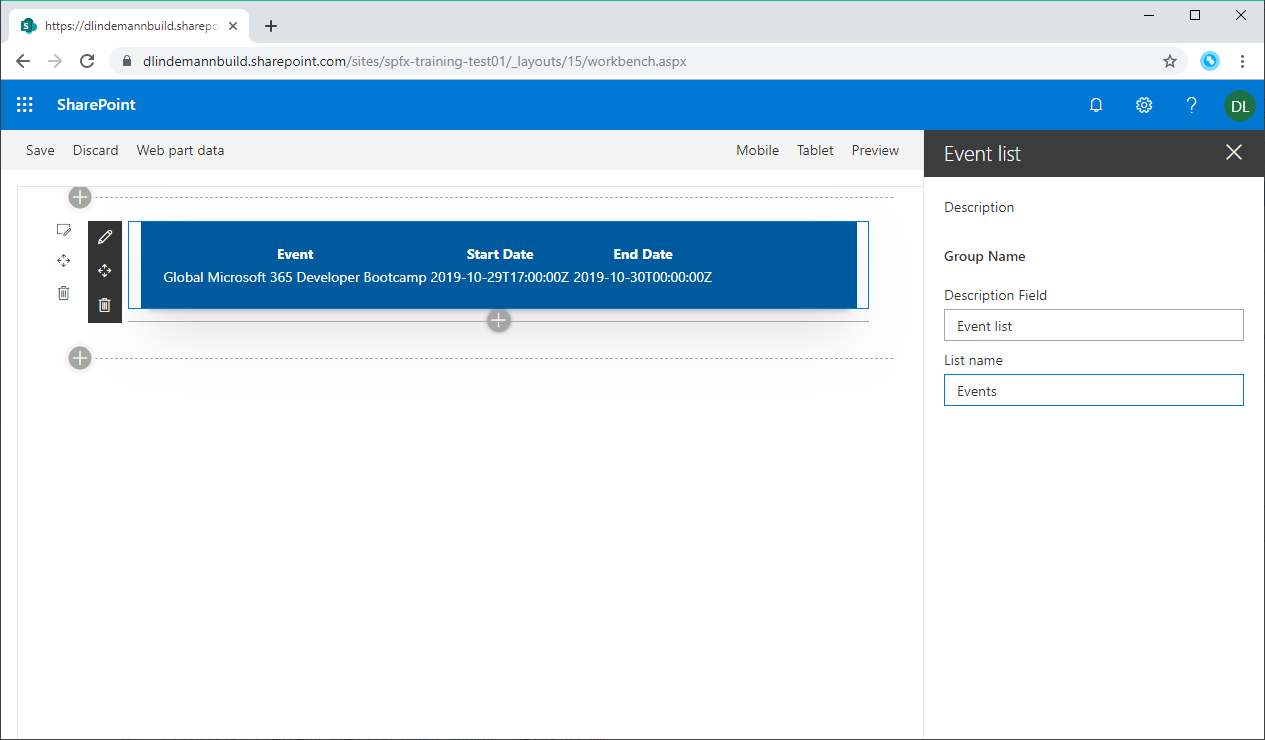 https://dlindemannbuild.sharepo
dlindemannbuild.sharepoint.com/sites/spfx-training-test01/_layouts/15/workbench.aspx
SharePoint
DL
Save Discard Web part data Mobile Tablet Preview
Event list
Description
Event Start Date End Date
Global Microsoft 365 Developer Bootcamp 2019-10-29T17:00:00Z 2019-10-30T00:00:00Z
Group Name
Description Field
Event list
List name
Events